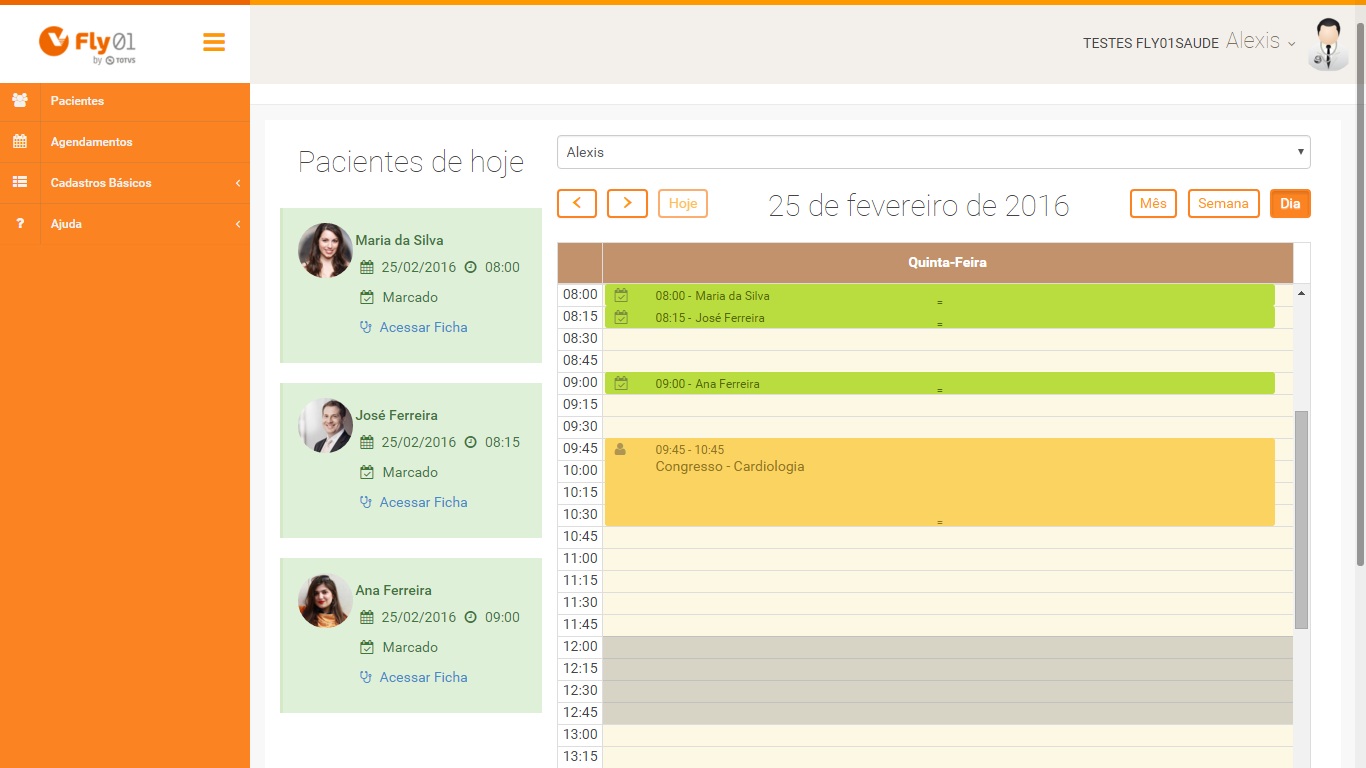 Fly01
by TOTVS
TESTES FLY01SAUDE Alexis
Pacientes
Agendamentos
Cadastros Básicos
Ajuda
Pacientes de hoje
Maria da Silva
25/02/2016 08:00
Marcado
Acessar Ficha
José Ferreira
25/02/2016 08:15
Marcado
Acessar Ficha
Ana Ferreira
25/02/2016 09:00
Marcado
Acessar Ficha
Alexis
< > Hoje
25 de fevereiro de 2016
Mês Semana Dia
Quinta-Feira
08:00 08:00 - Maria da Silva
08:15 08:15 - José Ferreira
08:30
08:45
09:00 09:00 - Ana Ferreira
09:15
09:30
09:45 09:45 - 10:45
Congresso - Cardiologia
10:00
10:15
10:30
10:45
11:00
11:15
11:30
11:45
12:00
12:15
12:30
12:45
13:00
13:15